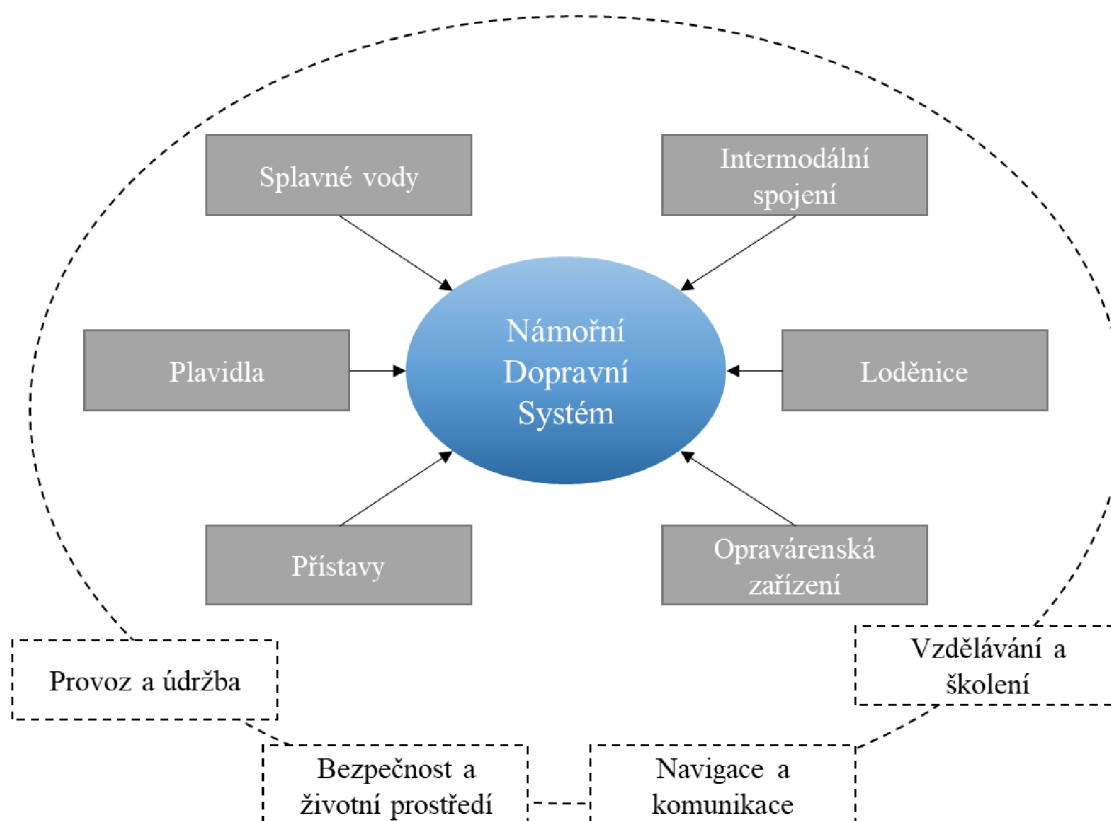 Splavné vody
Intermodální
spojení
Plavidla
Námořní
Dopravní
Systém
Loděnice
Přístavy
Opravárenská
zařízení
Provoz a údržba
Vzdělávání a
školení
Bezpečnost a
životní prostředí
Navigace a
komunikace